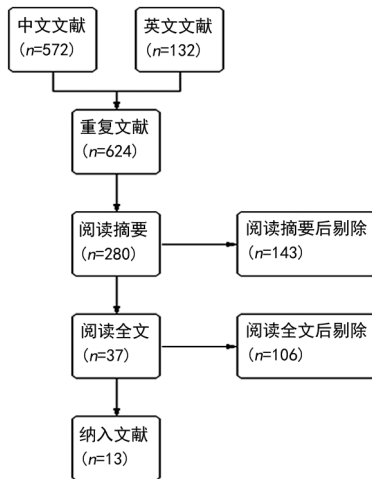 中文文献
(n=572)
英文文献
(n=132)
重复文献
(n=624)
阅读摘要
(n=280)
阅读摘要后剔除
(n=143)
阅读全文
(n=37)
阅读全文后剔除
(n=106)
纳入文献
(n=13)